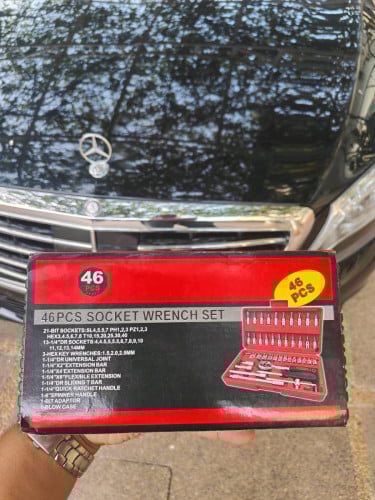 46
PCS
46
PCS
46PCS SOCKET WRENCH SET
21-BIT SOCKETS:SL4,5.5,7 PH1,2,3 PZ1,2,3
HEX3,4,5,6,7,8 T10,15,20,25,30,40
13-1/4"DR SOCKETS:4,4.5,5,5.5,6,7,8,9,10
11,12,13,14MM
3-HEX KEY WRENCHES:1.5,2.0,2.5MM
1-1/4"DR UNIVERSAL JOINT
1-1/4"X2"EXTENSION BAR
1-1/4"X4"EXTENSION BAR
1-1/4"X6"FLEXIBLE EXTENSION
1-1/4"DR SLIDING T BAR
1-1/4"QUICK RATCHET HANDLE
1-6"SPINNER HANDLE
1-BIT ADAPTOR
1-BLOW CASE